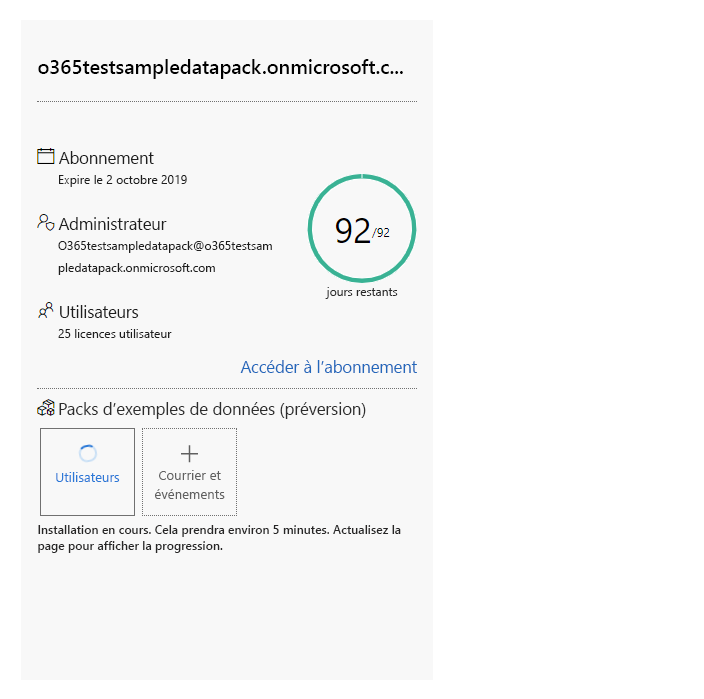 o365testsampledatapack.onmicrosoft.c...
Abonnement
Expire le 2 octobre 2019
Administrateur
O365testsampledatapack@o365testsam
pledatapack.onmicrosoft.com
92/92
jours restants
Utilisateurs
25 licences utilisateur
Accéder à l’abonnement
Packs d’exemples de données (préversion)
Utilisateurs
Courrier et
événements
Installation en cours. Cela prendra environ 5 minutes. Actualisez la
page pour afficher la progression.